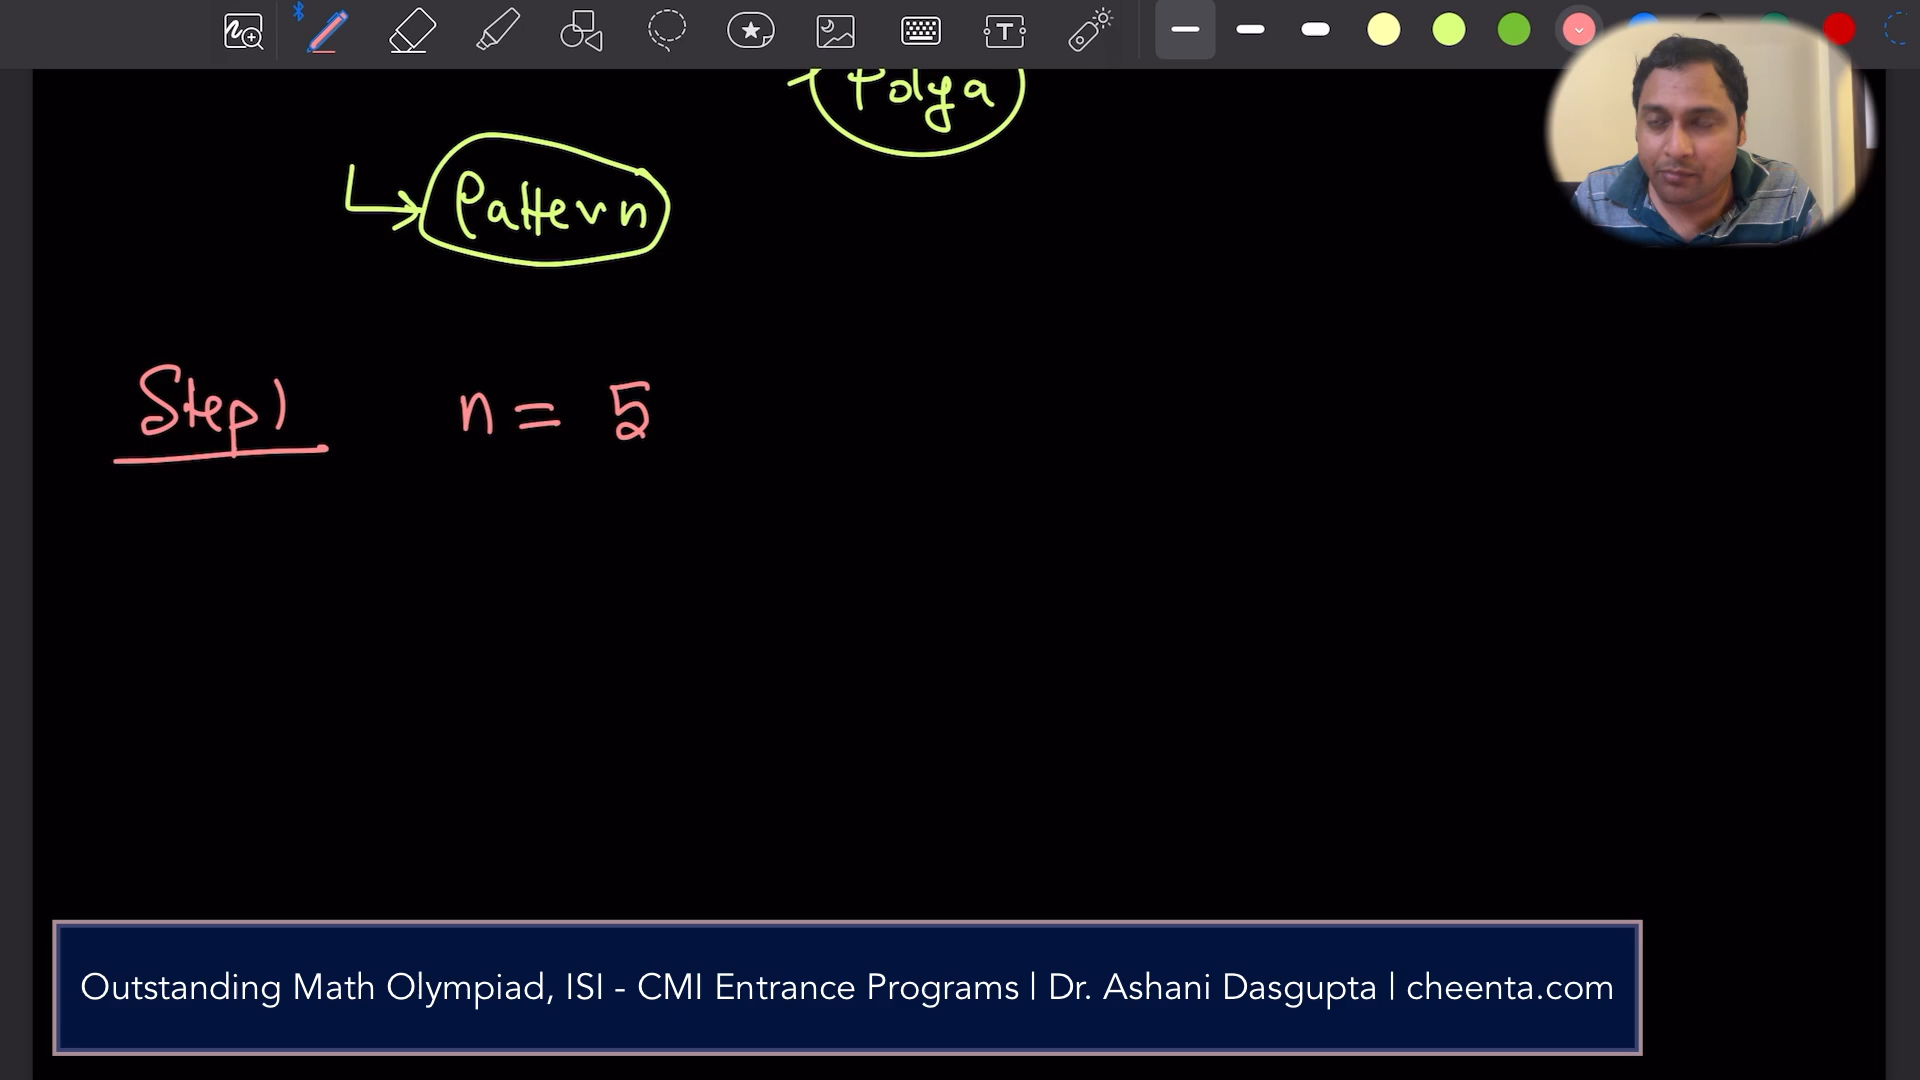 Polya
Pattern
Step 1 n = 5
Outstanding Math Olympiad, ISI - CMI Entrance Programs | Dr. Ashani Dasgupta | cheenta.com